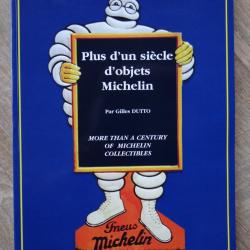 Plus d'un siècle
d'objets
Michelin
Par Gilles DUTTO
MORE THAN A CENTURY
OF MICHELIN
COLLECTIBLES
Pneus
Michelin